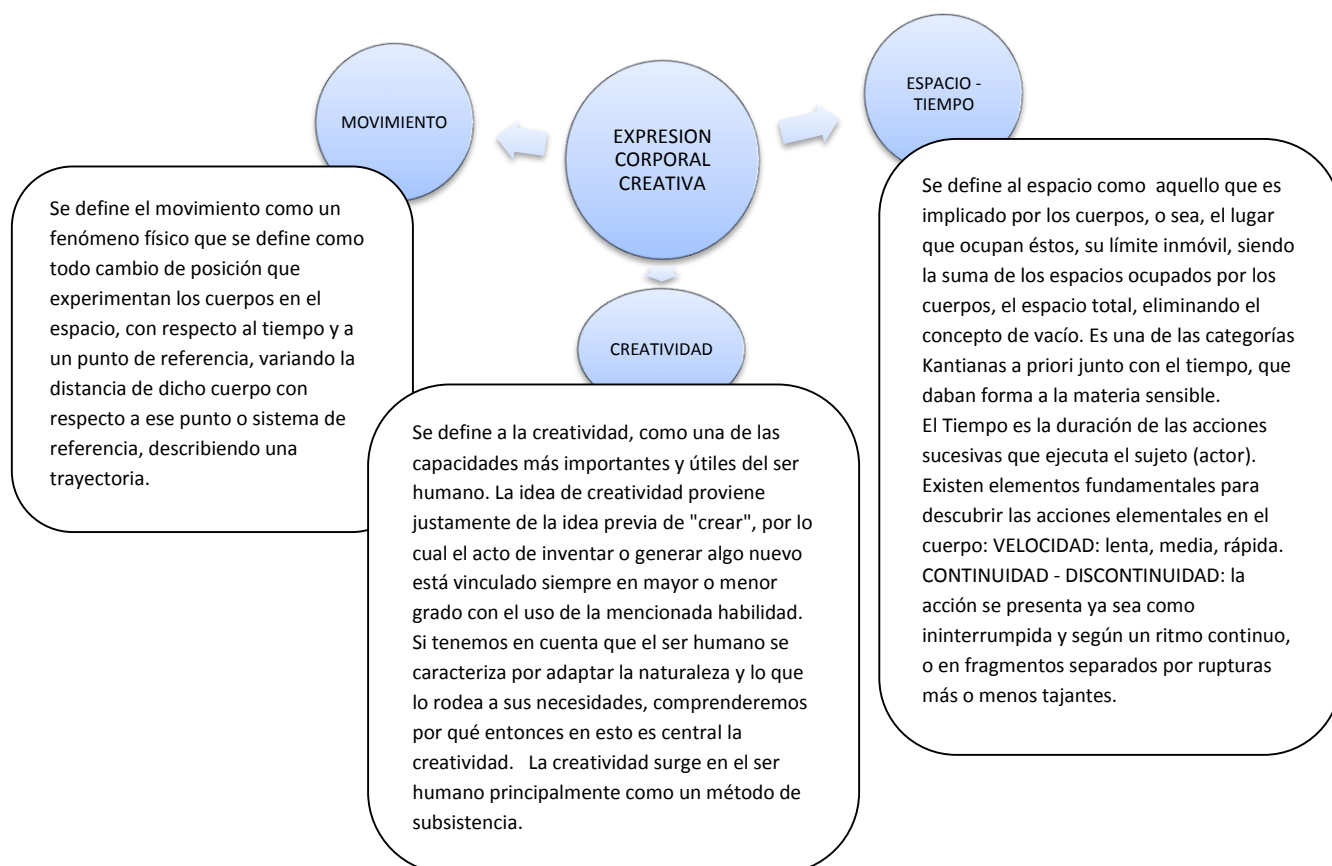 EXPRESION
CORPORAL
CREATIVA
MOVIMIENTO
Se define el movimiento como un
fenómeno físico que se define como
todo cambio de posición que
experimentan los cuerpos en el
espacio, con respecto al tiempo y a
un punto de referencia, variando la
distancia de dicho cuerpo con
respecto a ese punto o sistema de
referencia, describiendo una
trayectoria.
CREATIVIDAD
Se define a la creatividad, como una de las
capacidades más importantes y útiles del ser
humano. La idea de creatividad proviene
justamente de la idea previa de "crear", por lo
cual el acto de inventar o generar algo nuevo
está vinculado siempre en mayor o menor
grado con el uso de la mencionada habilidad.
Si tenemos en cuenta que el ser humano se
caracteriza por adaptar la naturaleza y lo que
lo rodea a sus necesidades, comprenderemos
por qué entonces en esto es central la
creatividad.   La creatividad surge en el ser
humano principalmente como un método de
subsistencia.
ESPACIO -
TIEMPO
Se define al espacio como  aquello que es
implicado por los cuerpos, o sea, el lugar
que ocupan éstos, su límite inmóvil, siendo
la suma de los espacios ocupados por los
cuerpos, el espacio total, eliminando el
concepto de vacío. Es una de las categorías
Kantianas a priori junto con el tiempo, que
daban forma a la materia sensible.
El Tiempo es la duración de las acciones
sucesivas que ejecuta el sujeto (actor).
Existen elementos fundamentales para
descubrir las acciones elementales en el
cuerpo: VELOCIDAD: lenta, media, rápida.
CONTINUIDAD - DISCONTINUIDAD: la
acción se presenta ya sea como
ininterrumpida y según un ritmo continuo,
o en fragmentos separados por rupturas
más o menos tajantes.